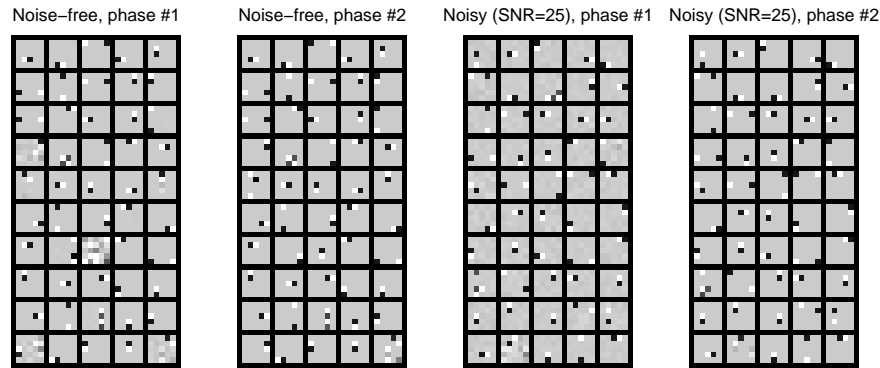 Noise−free, phase #1
Noise−free, phase #2
Noisy (SNR=25), phase #1
Noisy (SNR=25), phase #2